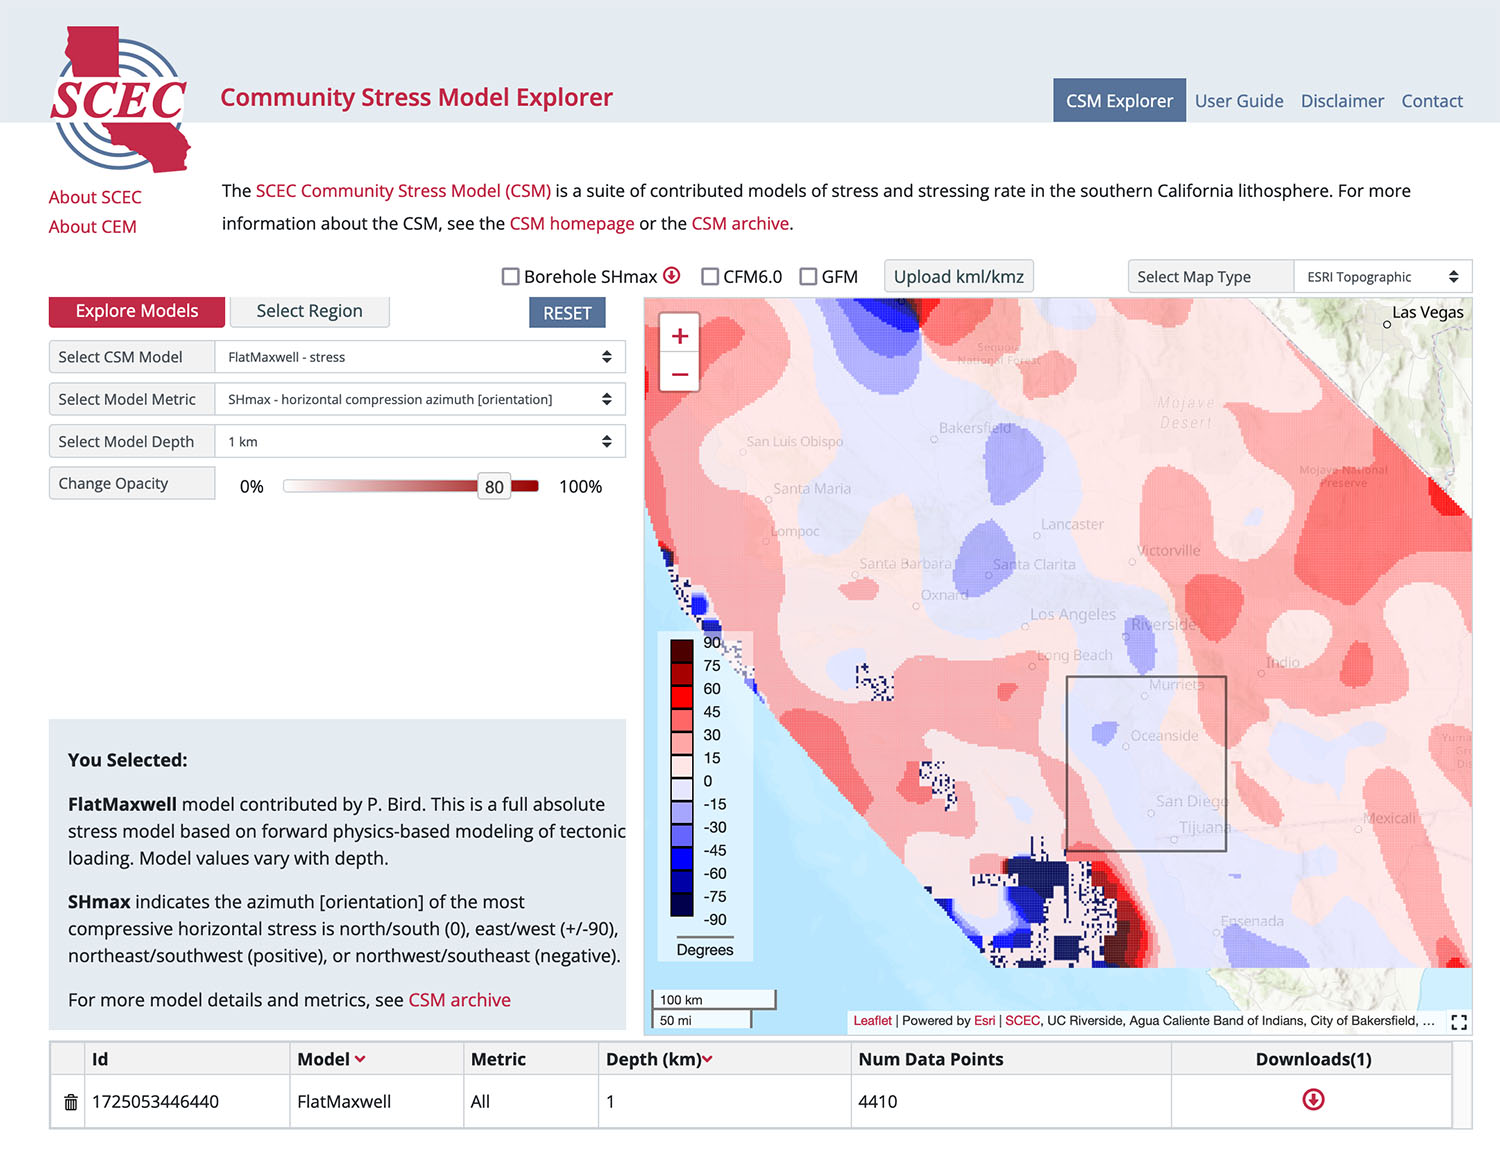 SCEC
Community Stress Model Explorer
CSM Explorer
User Guide
Disclaimer
Contact
About SCEC
About CEM
The SCEC Community Stress Model (CSM) is a suite of contributed models of stress and stressing rate in the southern California lithosphere. For more
information about the CSM, see the CSM homepage or the CSM archive.
Borehole SHmax
CFM6.0
GFM
Upload kml/kmz
Select Map Type
ESRI Topographic
Explore Models
Select Region
RESET
Select CSM Model
FlatMaxwell - stress
Select Model Metric
SHmax - horizontal compression azimuth [orientation]
Select Model Depth
1 km
Change Opacity
0%
80
100%
You Selected:
FlatMaxwell model contributed by P. Bird. This is a full absolute
stress model based on forward physics-based modeling of tectonic
loading. Model values vary with depth.
SHmax indicates the azimuth [orientation] of the most
compressive horizontal stress is north/south (0), east/west (+/-90),
northeast/southwest (positive), or northwest/southeast (negative).
For more model details and metrics, see CSM archive
+
−
Las Vegas
Sequoia
National Forest
Mojave
Desert
Bakersfield
San Luis Obispo
Mojave National
Preserve
Santa Maria
Lancaster
Lompoc
Victorville
Santa Barbara
Santa Clarita
Oxnard
Los Angeles
Riverside
Long Beach
Indio
Murrieta
Oceanside
Yuma
San Diego
Mexicali
Tijuana
Ensenada
90
75
60
45
30
15
0
-15
-30
-45
-60
-75
-90
Degrees
100 km
50 mi
Leaflet | Powered by Esri | SCEC, UC Riverside, Agua Caliente Band of Indians, City of Bakersfield, ...
Id
Model
Metric
Depth (km)
Num Data Points
Downloads(1)
1725053446440
FlatMaxwell
All
1
4410